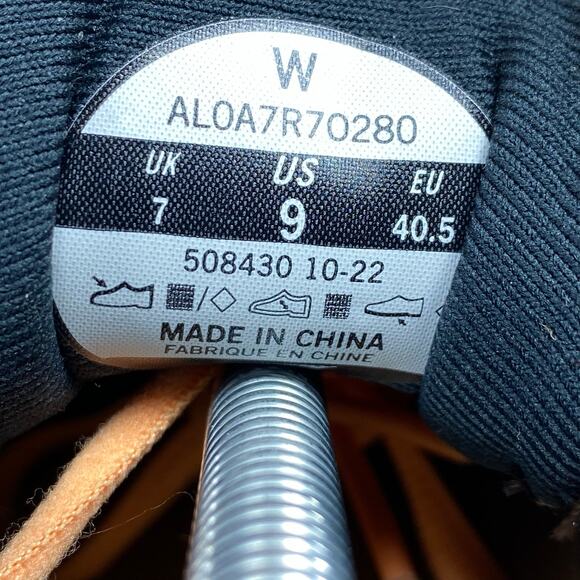 W
AL0A7R70280
UK US EU
7 9 40.5
508430 10-22
MADE IN CHINA
FABRIQUE EN CHINE